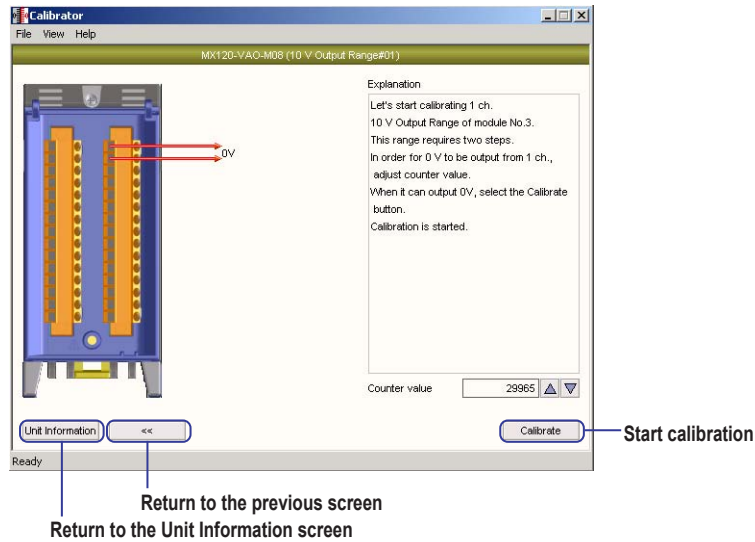 Calibrator
File View Help
MX120-VAO-M08 (10 V Output Range#01)
0V
Explanation
Let's start calibrating 1 ch.
10 V Output Range of module No.3.
This range requires two steps.
In order for 0 V to be output from 1 ch.,
adjust counter value.
When it can output 0V, select the Calibrate
button.
Calibration is started.
Counter value 29965
Unit Information << Calibrate
Start calibration
Ready
Return to the previous screen
Return to the Unit Information screen